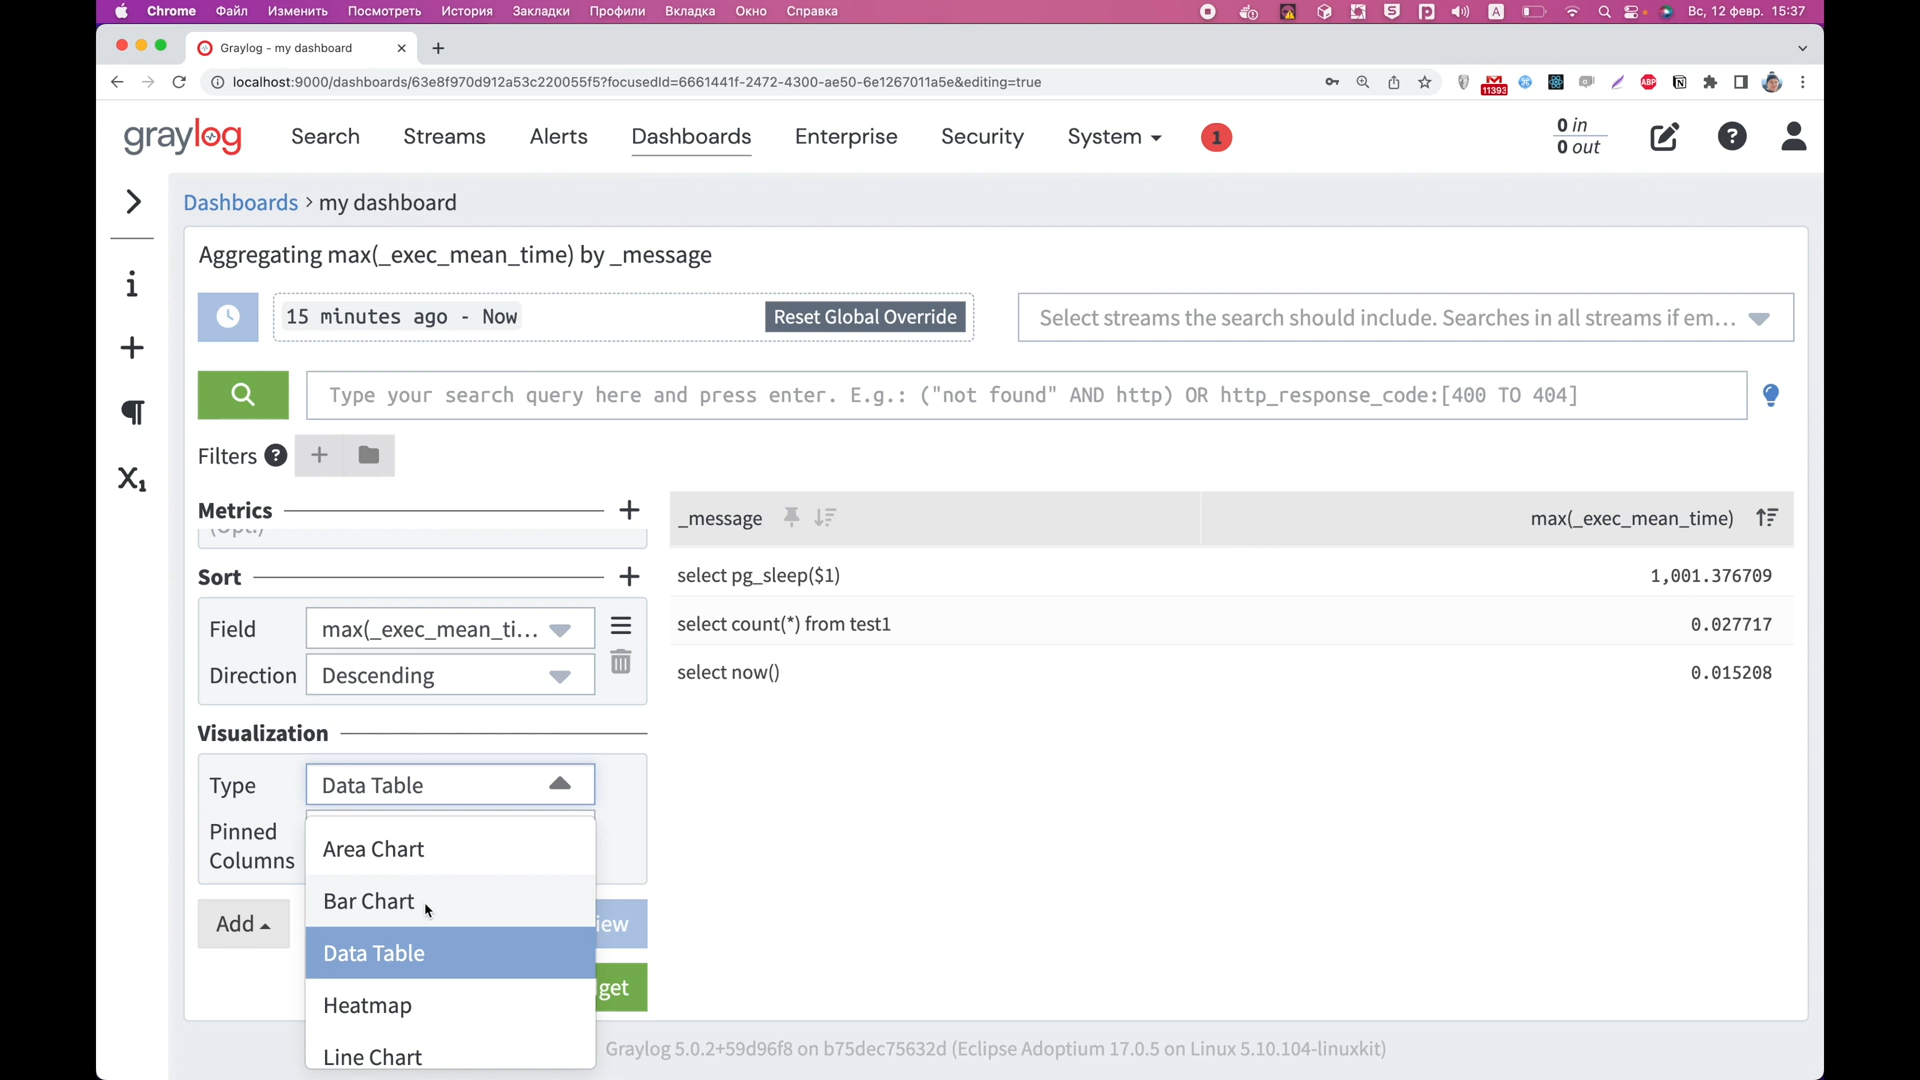 Chrome Файл Изменить Посмотреть История Закладки Профили Вкладка Окно Справка A Вс, 12 февр. 15:37
Graylog - my dashboard
localhost:9000/dashboards/63e8f970d912a53c220055f5?focusedId=6661441f-2472-4300-ae50-6e1267011a5e&editing=true 11393 ABP
graylog Search Streams Alerts Dashboards Enterprise Security System 1 0 in
0 out
Dashboards > my dashboard
Aggregating max(_exec_mean_time) by _message
15 minutes ago - Now Reset Global Override Select streams the search should include. Searches in all streams if em...
Type your search query here and press enter. E.g.: ("not found" AND http) OR http_response_code:[400 TO 404]
Filters
Metrics
(Opt.)
_message max(_exec_mean_time)
Sort
select pg_sleep($1) 1,001.376709
Field max(_exec_mean_ti...
select count(*) from test1 0.027717
Direction Descending
select now() 0.015208
Visualization
Type Data Table
Pinned
Columns
Area Chart
Bar Chart
Add iew
Data Table
Heatmap
get
Line Chart
Graylog 5.0.2+59d96f8 on b75dec75632d (Eclipse Adoptium 17.0.5 on Linux 5.10.104-linuxkit)